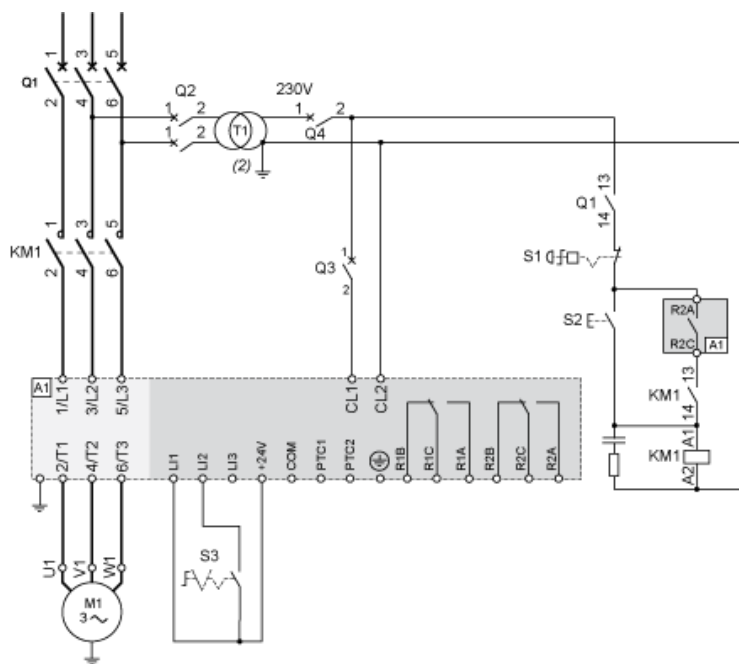 1 3 5
Q1
2 4 6
Q2
1 2
1 2
T1
(2)
230V
1 2
Q4
13
Q1
14
1 3 5
KM1
2 4 6
1
Q3
2
S1
S2
R2A
R2C
A1
13
KM1
14
A1
KM1
A2
A1
1/L1 3/L2 5/L3 CL1 CL2
2/T1 4/T2 6/T3 LI1 LI2 LI3 +24V COM PTC1 PTC2 R1B R1C R1A R2B R2C R2A
S3
U1 V1 W1
M1
3